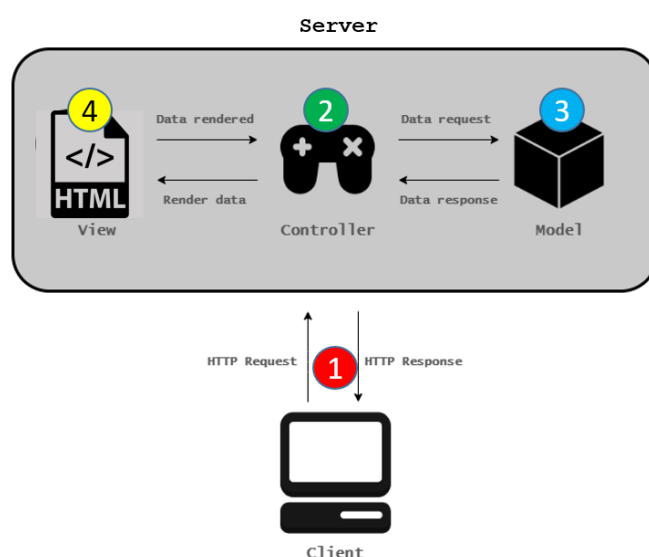 Server
4
2
3
Data rendered
Data request
</>
HTML
Render data
Data response
View
Controller
Model
HTTP Request
1
HTTP Response
Client